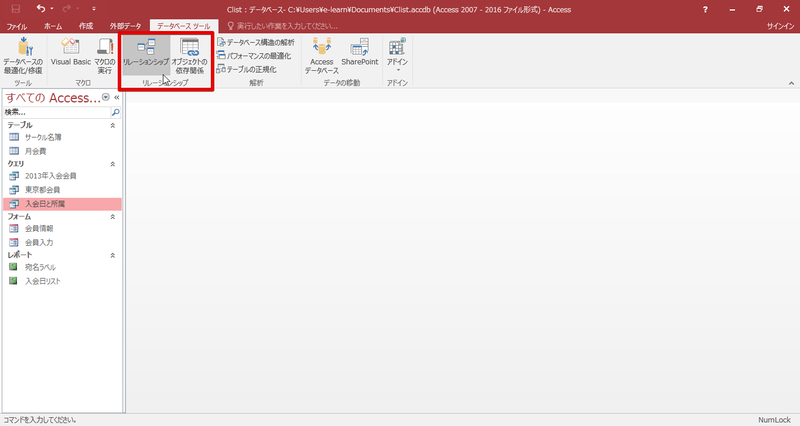 Clist : データベース- C:¥Users¥e-learn¥Documents¥Clist.accdb (Access 2007 - 2016 ファイル形式) - Access
ファイル ホーム 作成 外部データ データベース ツール 実行したい作業を入力してください... サインイン
データベースの
最適化/修復
ツール
Visual Basic
マクロの
実行
マクロ
リレーションシップ
オブジェクトの
依存関係
リレーションシップ
データベース構造の解析
パフォーマンスの最適化
テーブルの正規化
解析
Access
データベース
SharePoint
データの移動
アドイン
アドイン
すべての Access...
検索...
テーブル
サークル名簿
月会費
クエリ
2013年入会会員
東京都会員
入会日と所属
フォーム
会員情報
会員入力
レポート
宛名ラベル
入会日リスト
コマンドを入力してください。
NumLock